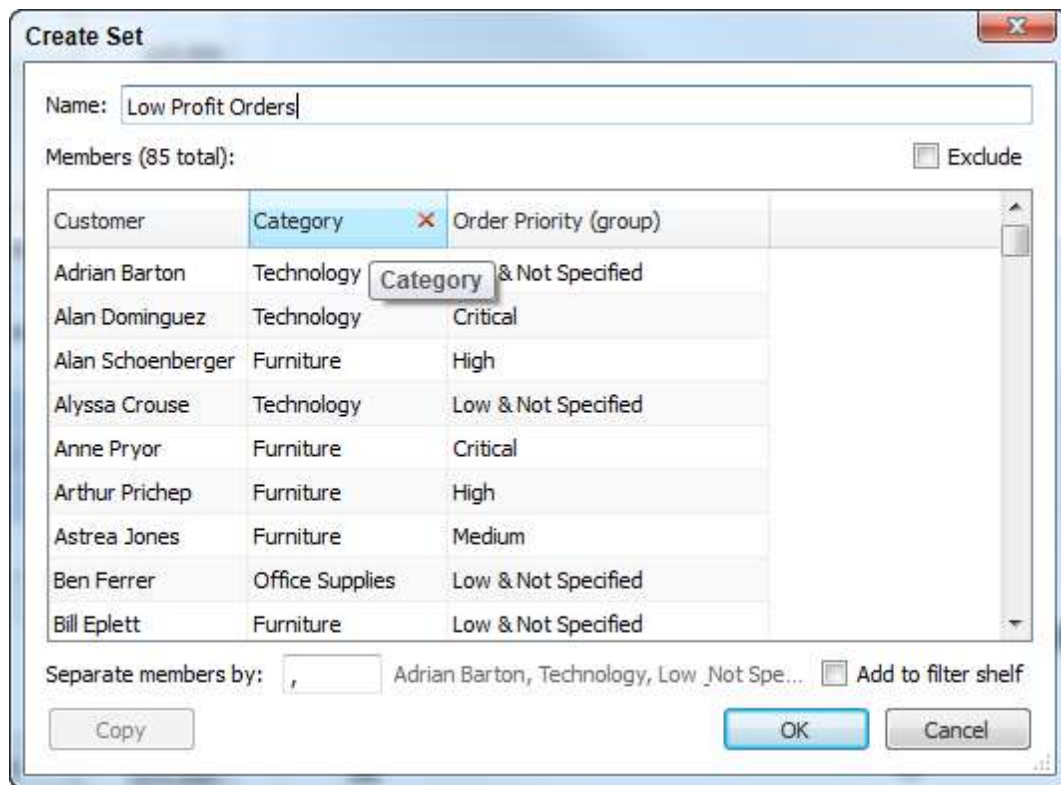 Create Set
Name: Low Profit Orders
Members (85 total): Exclude
Customer Category Order Priority (group)
Adrian Barton Technology & Not Specified
Category
Alan Dominguez Technology Critical
Alan Schoenberger Furniture High
Alyssa Crouse Technology Low & Not Specified
Anne Pryor Furniture Critical
Arthur Prichep Furniture High
Astrea Jones Furniture Medium
Ben Ferrer Office Supplies Low & Not Specified
Bill Eplett Furniture Low & Not Specified
Separate members by: , Adrian Barton, Technology, Low _Not Spe... Add to filter shelf
Copy OK Cancel